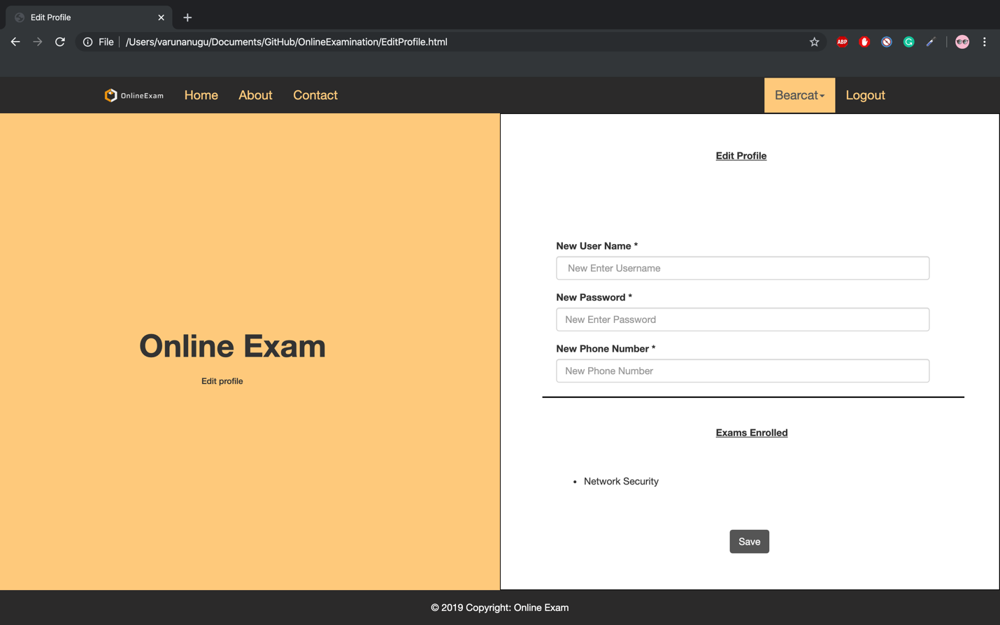 Edit Profile
File /Users/varunanugu/Documents/GitHub/OnlineExamination/EditProfile.html
ABP
OnlineExam Home About Contact Bearcat Logout
Edit Profile
New User Name *
New Enter Username
New Password *
New Enter Password
New Phone Number *
New Phone Number
Online Exam
Edit profile
Exams Enrolled
• Network Security
Save
© 2019 Copyright: Online Exam